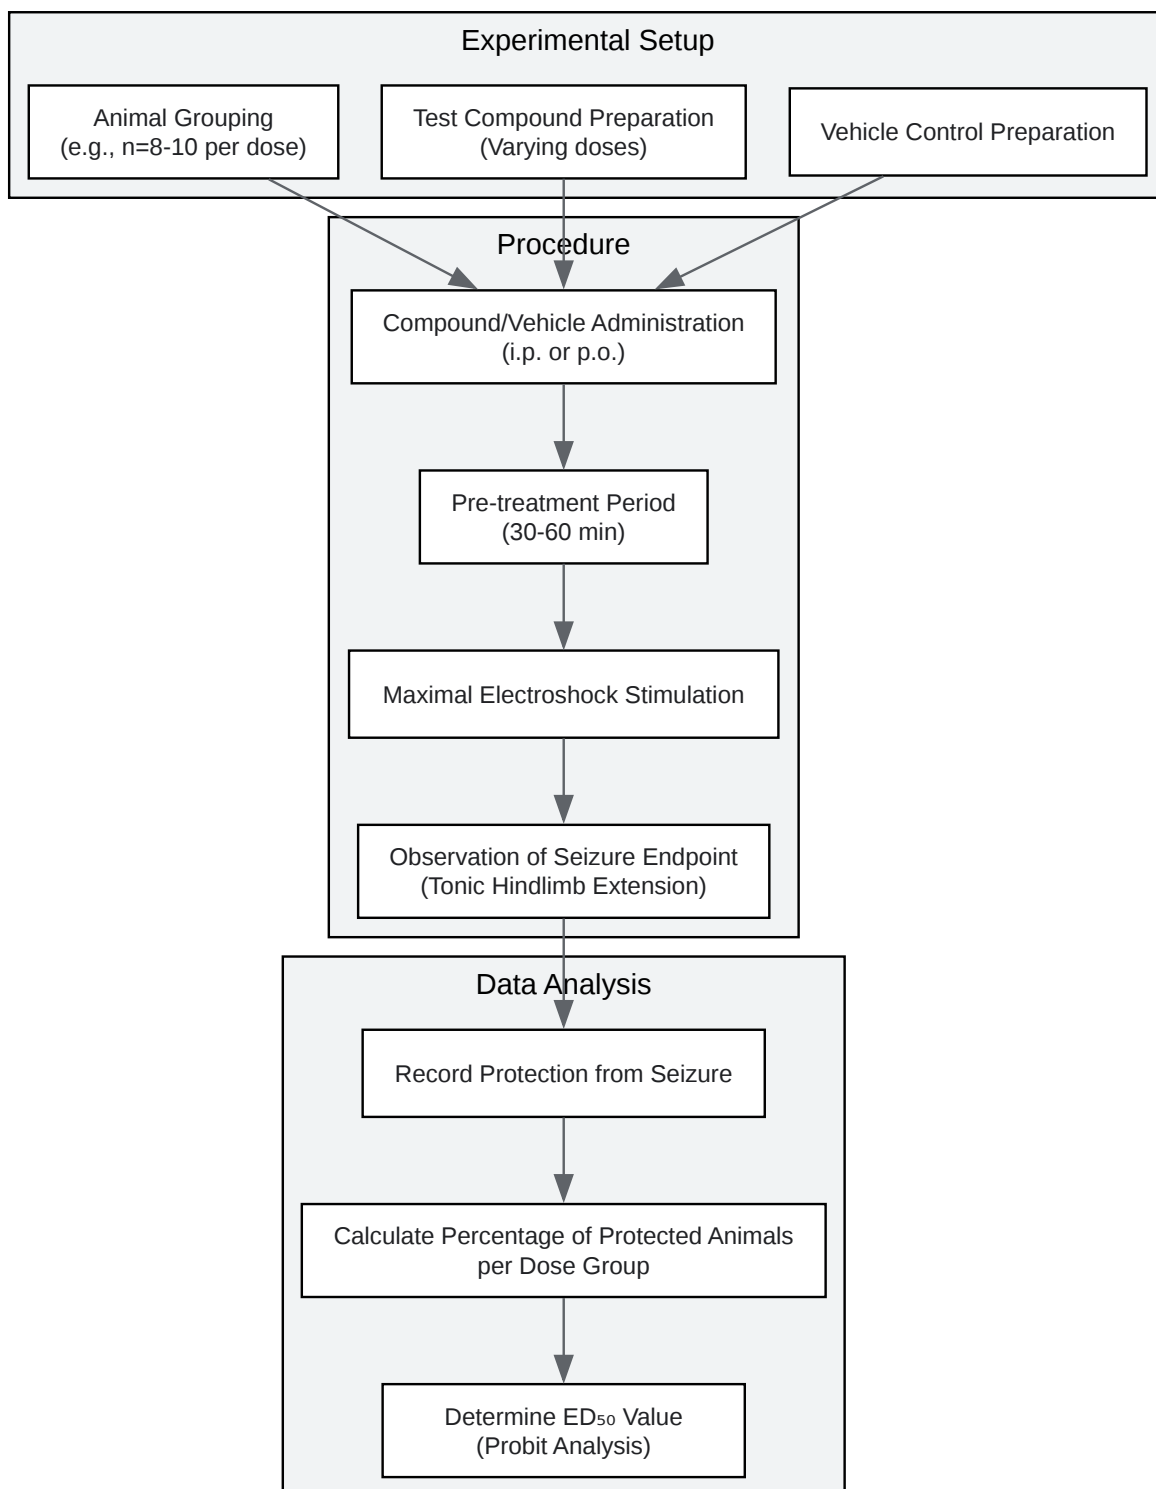 Experimental Setup
Animal Grouping
(e.g., n=8-10 per dose)
Test Compound Preparation
(Varying doses)
Vehicle Control Preparation
Procedure
Compound/Vehicle Administration
(i.p. or p.o.)
Pre-treatment Period
(30-60 min)
Maximal Electroshock Stimulation
Observation of Seizure Endpoint
(Tonic Hindlimb Extension)
Data Analysis
Record Protection from Seizure
Calculate Percentage of Protected Animals
per Dose Group
Determine ED₅₀ Value
(Probit Analysis)